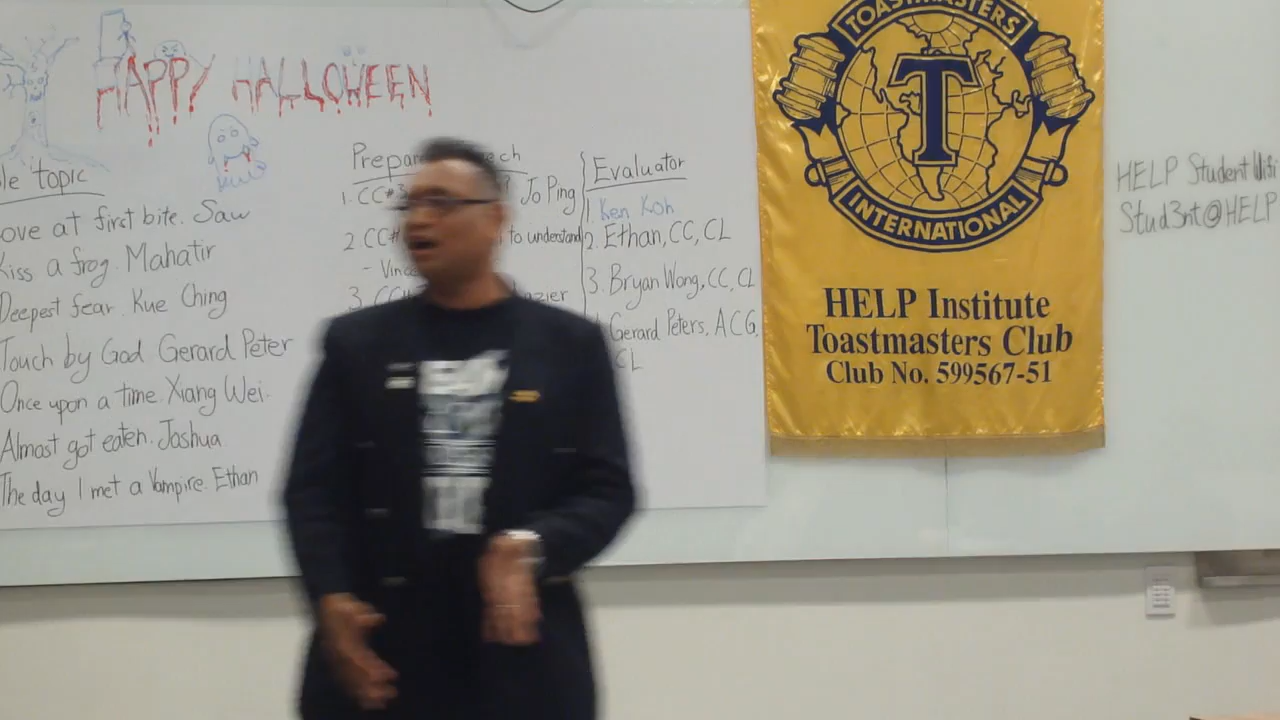 HAPPY HALLOWEEN
topic
ove at first bite. Saw
Kiss a frog. Mahatir
Deepest fear. Kue Ching
Touch by God Gerard Peter
Once upon a time. Xiang Wei.
Almost got eaten. Joshua
The day I met a Vampire. Ethan
1. CC#3 Jo Ping
2 CC# to understand
3. CC
Evaluator
1. Ken Koh
2. Ethan, CC, CL
3. Bryan Wong, CC, CL
Gerard Peters, ACG,
CL
TOASTMASTERS
T
INTERNATIONAL
HELP Institute
Toastmasters Club
Club No. 599567-51
HELP Student Wifi
Stud3nt@HELP